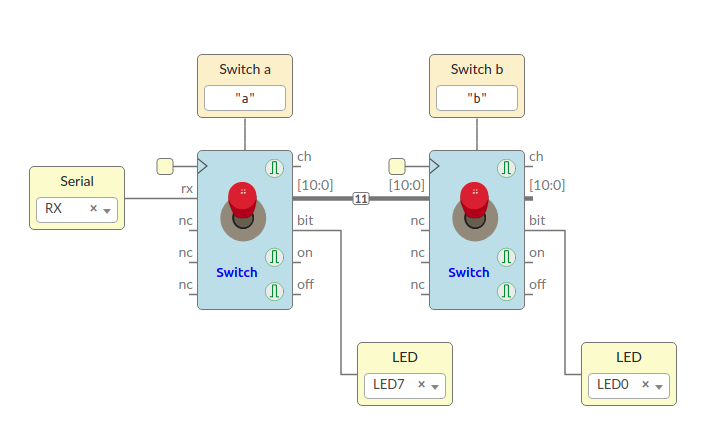 Switch a
"a"
Switch b
"b"
Serial
RX
rx
nc
nc
nc
ch
[10:0]
bit
on
off
Switch
11
[10:0]
nc
nc
nc
ch
[10:0]
bit
on
off
Switch
LED
LED7
LED
LED0